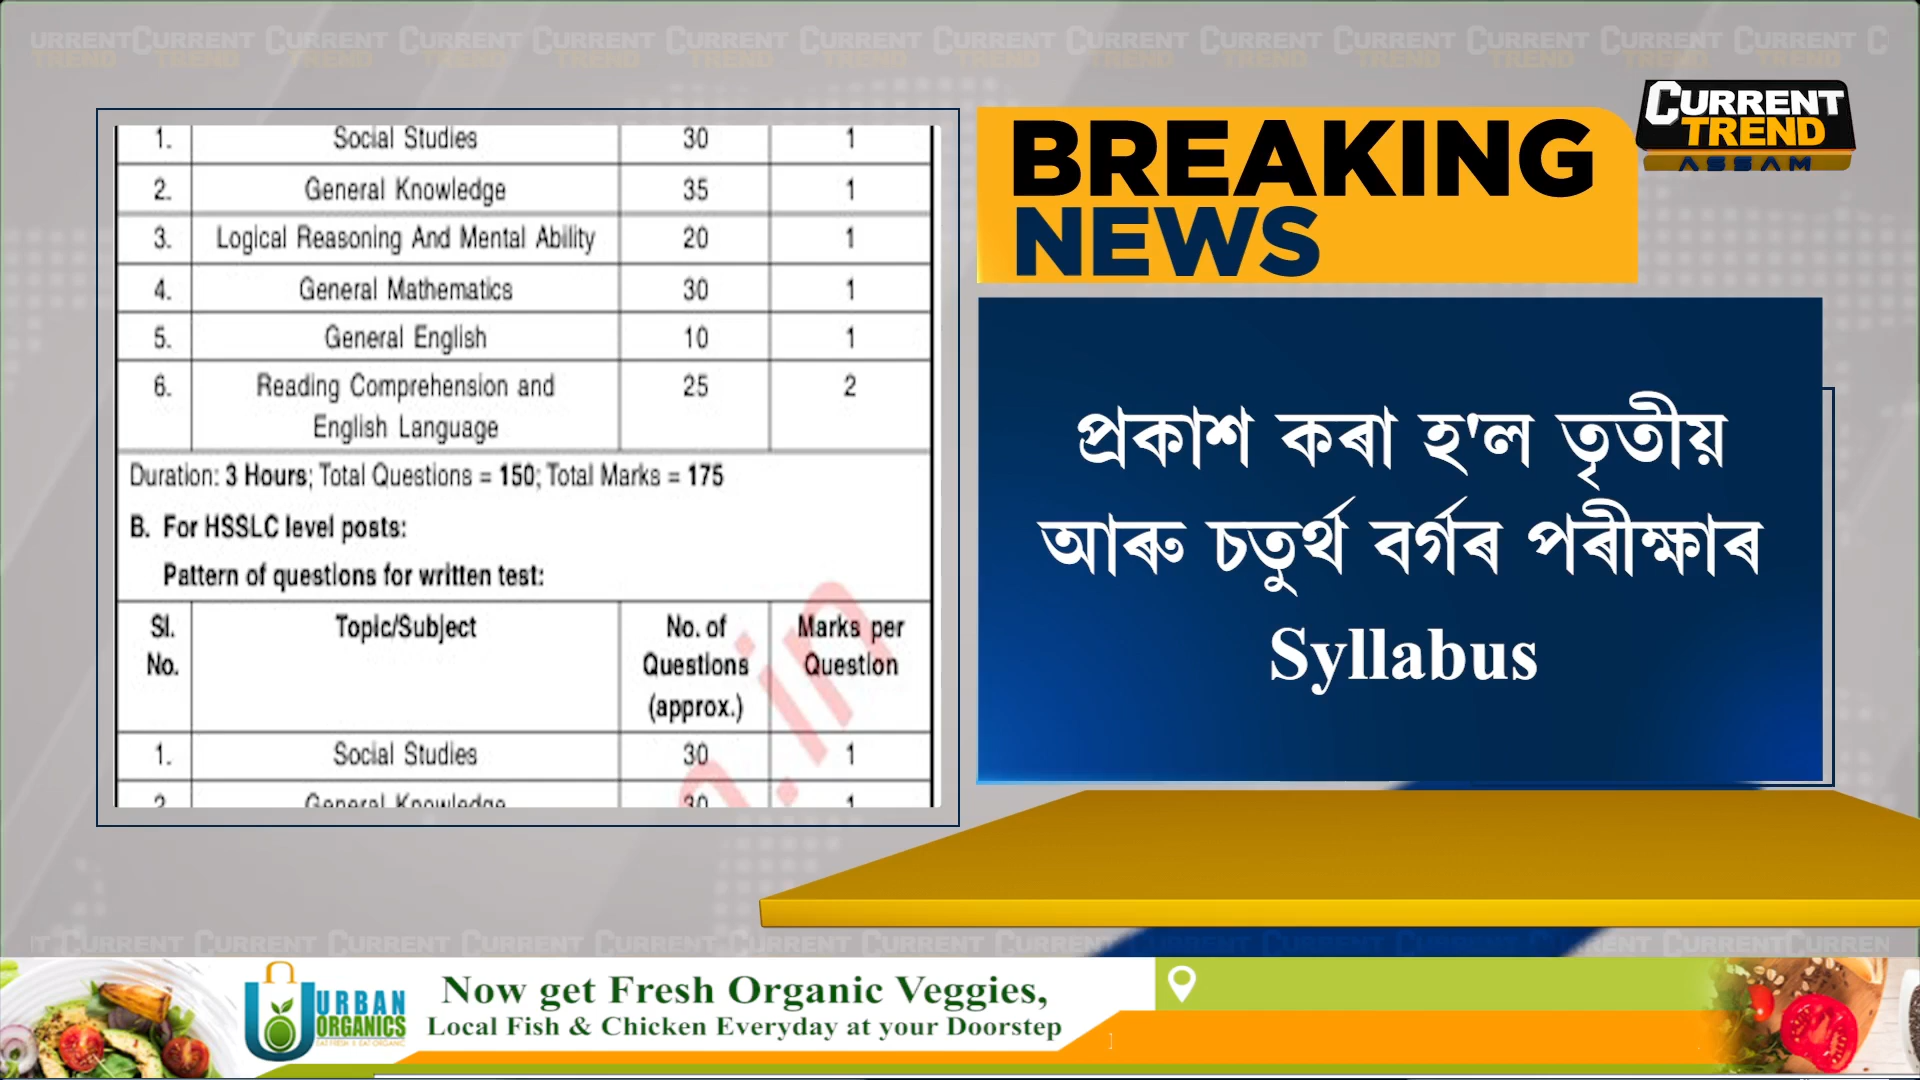 CURRENT TREND
ASSAM
BREAKING
NEWS
প্ৰকাশ কৰা হ'ল তৃতীয়
আৰু চতুৰ্থ বৰ্গৰ পৰীক্ষাৰ
Syllabus
1. Social Studies 30 1
2. General Knowledge 35 1
3. Logical Reasoning And Mental Ability 20 1
4. General Mathematics 30 1
5. General English 10 1
6. Reading Comprehension and 25 2
English Language
Duration: 3 Hours; Total Questions = 150; Total Marks = 175
B. For HSSLC level posts:
Pattern of questions for written test:
Sl. Topic/Subject No. of Marks per
No. Questions Question
(approx.)
1. Social Studies 30 1
2. General Knowledge 30 1
URBAN
ORGANICS
Now get Fresh Organic Veggies,
Local Fish & Chicken Everyday at your Doorstep